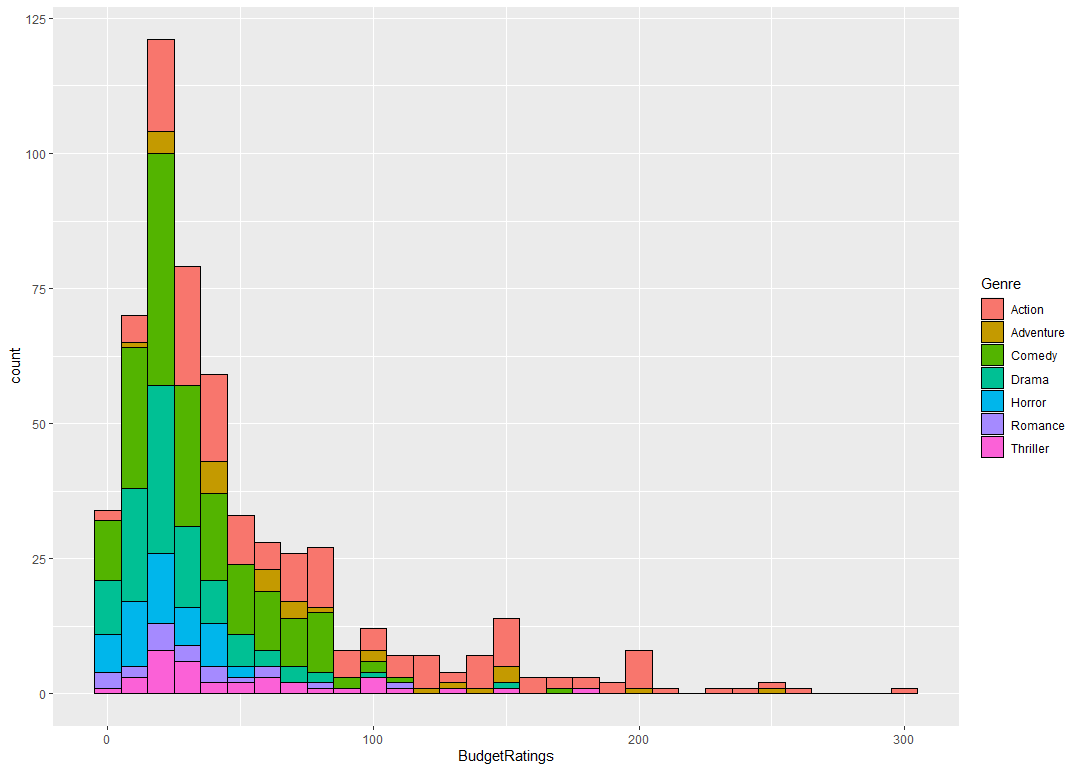 125
100
75
50
25
0
count
0 100 200 300
BudgetRatings
Genre
Action
Adventure
Comedy
Drama
Horror
Romance
Thriller